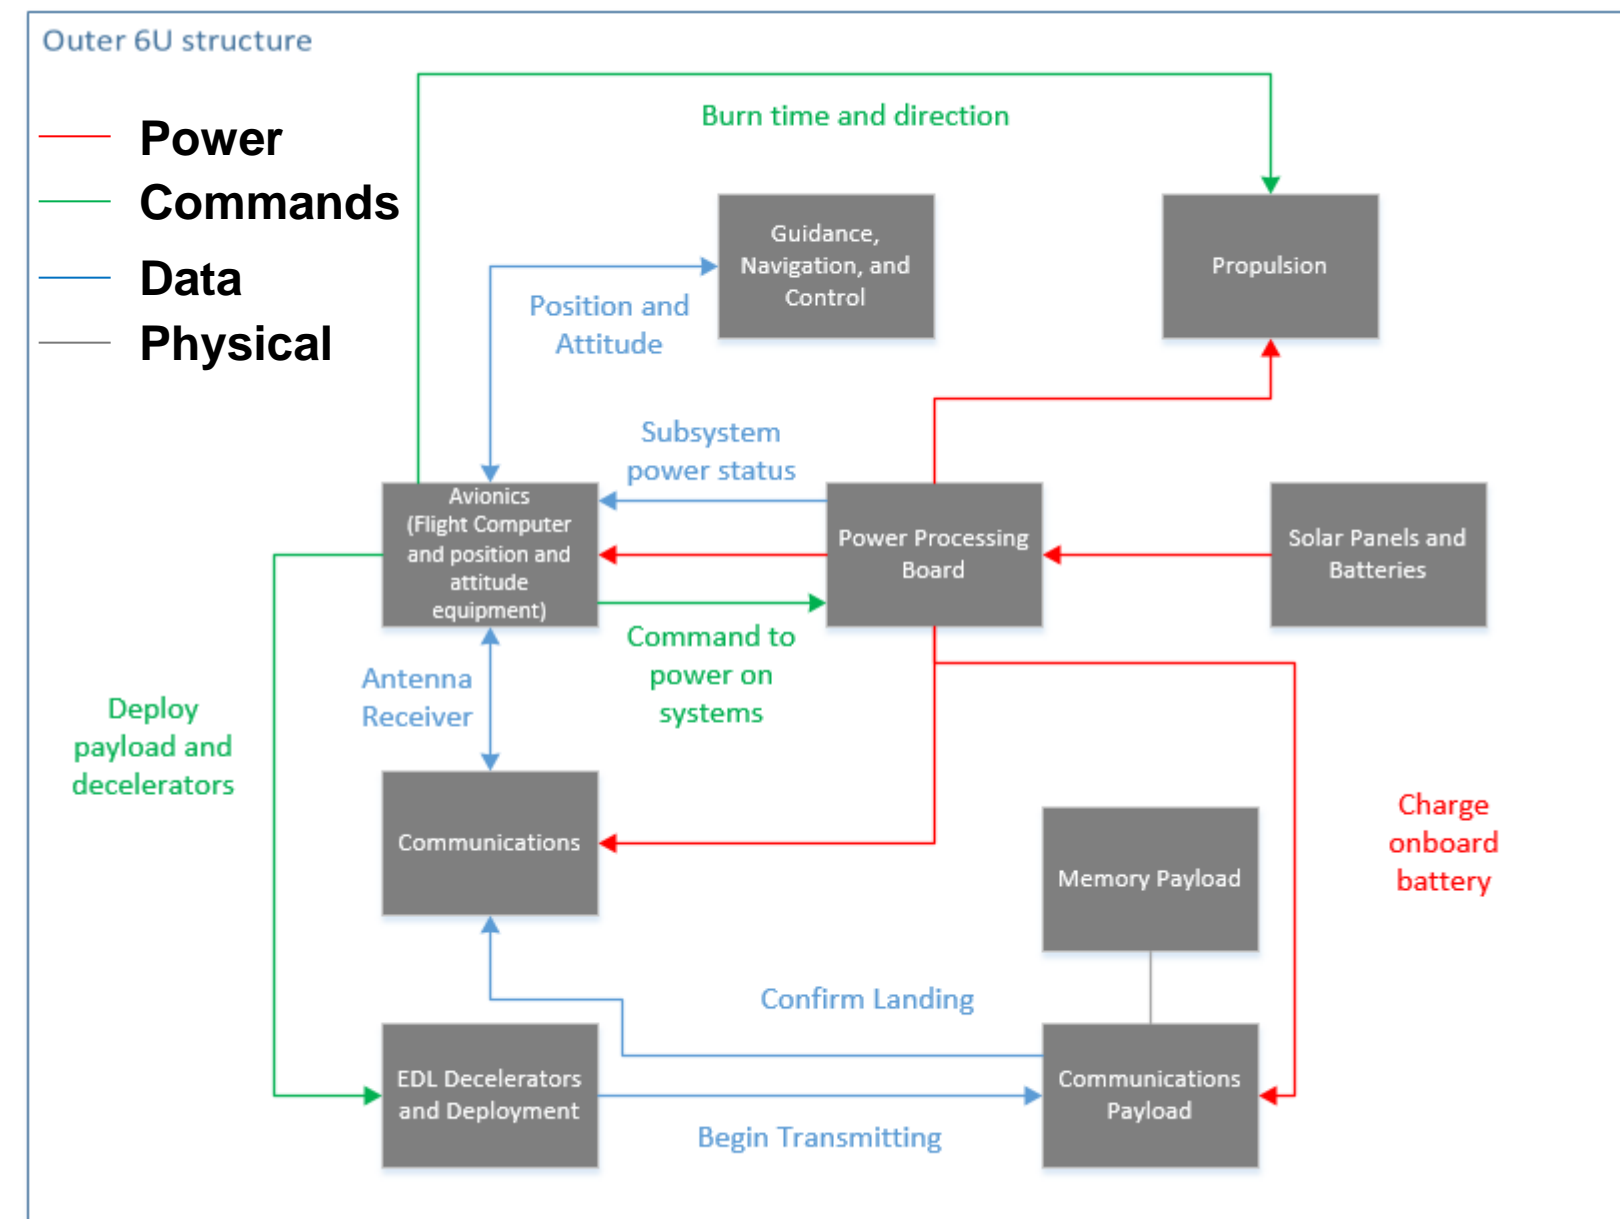 Outer 6U structure
Power
Commands
Data
Physical
Burn time and direction
Guidance,
Navigation, and
Control
Propulsion
Position and
Attitude
Subsystem
power status
Avionics
(Flight Computer
and position and
attitude
equipment)
Power Processing
Board
Solar Panels and
Batteries
Command to
power on
systems
Antenna
Receiver
Deploy
payload and
decelerators
Communications
Memory Payload
Charge
onboard
battery
Confirm Landing
EDL Decelerators
and Deployment
Communications
Payload
Begin Transmitting